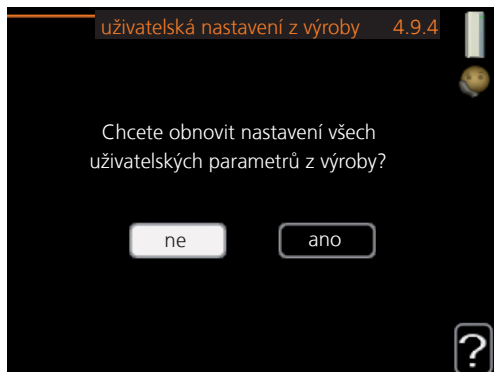 uživatelská nastavení z výroby 4.9.4
Chcete obnovit nastavení všech
uživatelských parametrů z výroby?
ne ano
?